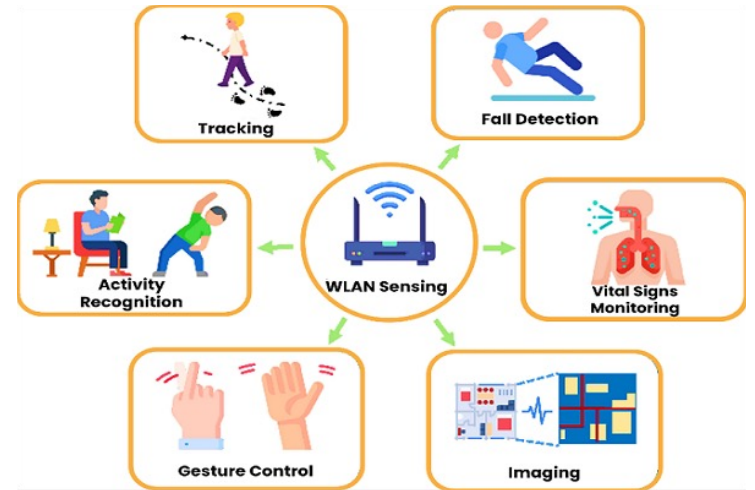 Tracking
Fall Detection
Activity
Recognition
WLAN Sensing
Vital Signs
Monitoring
Gesture Control
Imaging